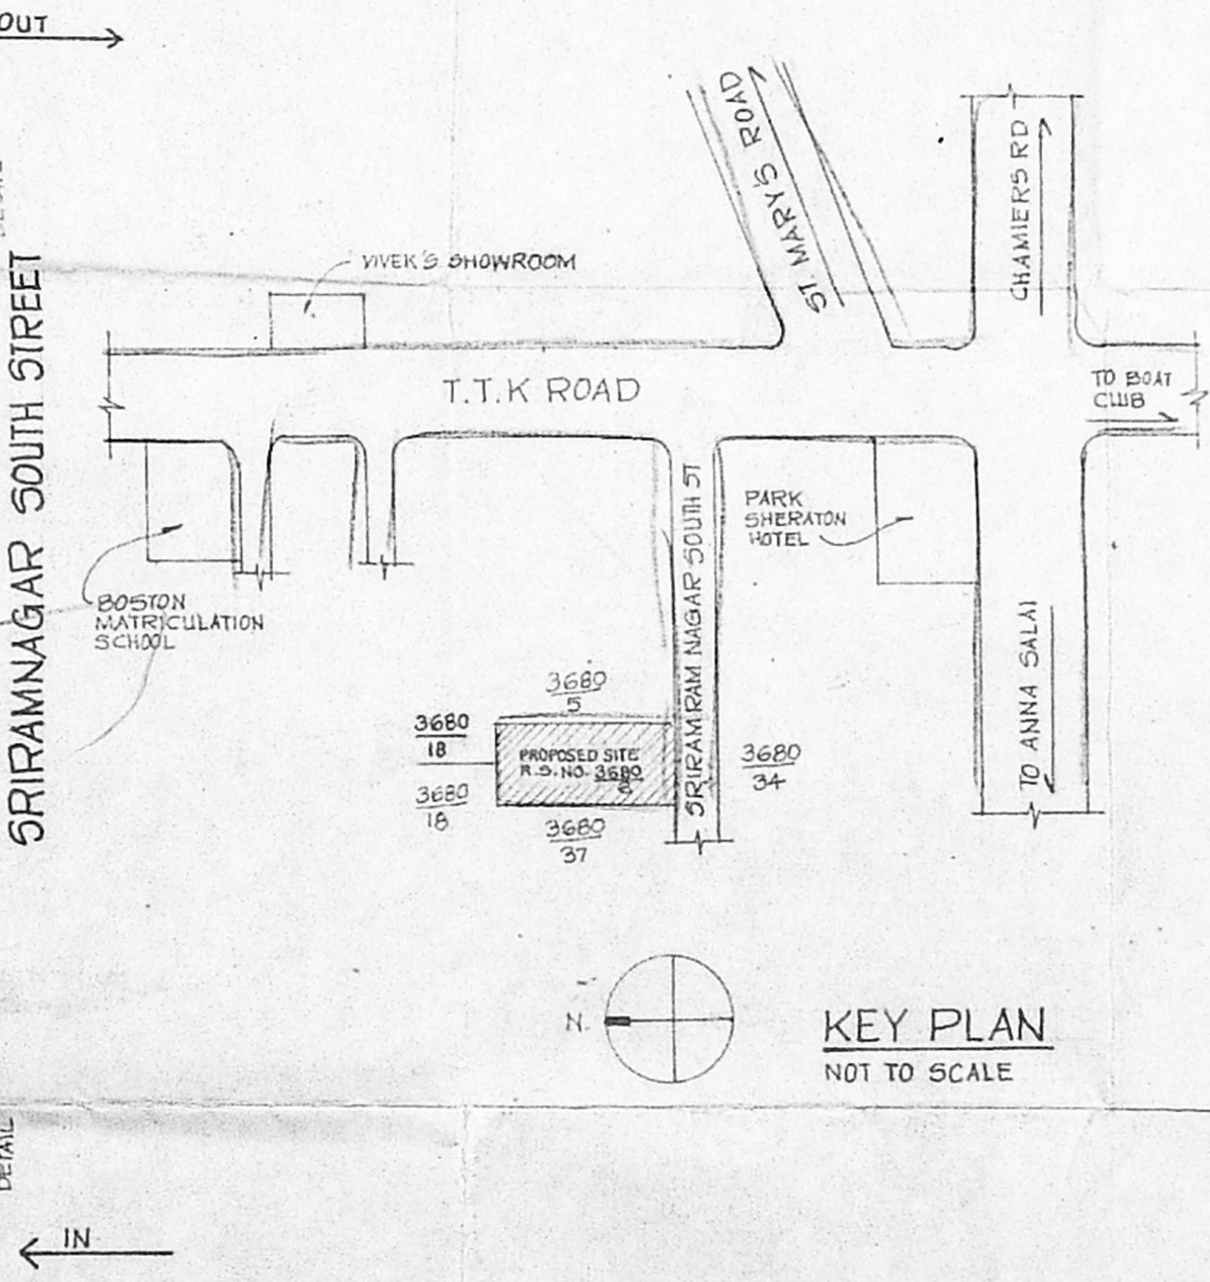 OUT
SRIRAMNAGAR SOUTH STREET
ST. MARY'S ROAD
CHAMIERS RD
VIVEK'S SHOWROOM
T.T.K ROAD
TO BOAT
CLUB
BOSTON
MATRICULATION
SCHOOL
SRIRAMRAM NAGAR SOUTH ST
PARK
SHERATON
HOTEL
TO ANNA SALAI
3680
5
3680
18
3680
18
PROPOSED SITE
R.S. NO. 3680
3680
37
3680
34
N.
KEY PLAN
NOT TO SCALE
DETAIL
IN